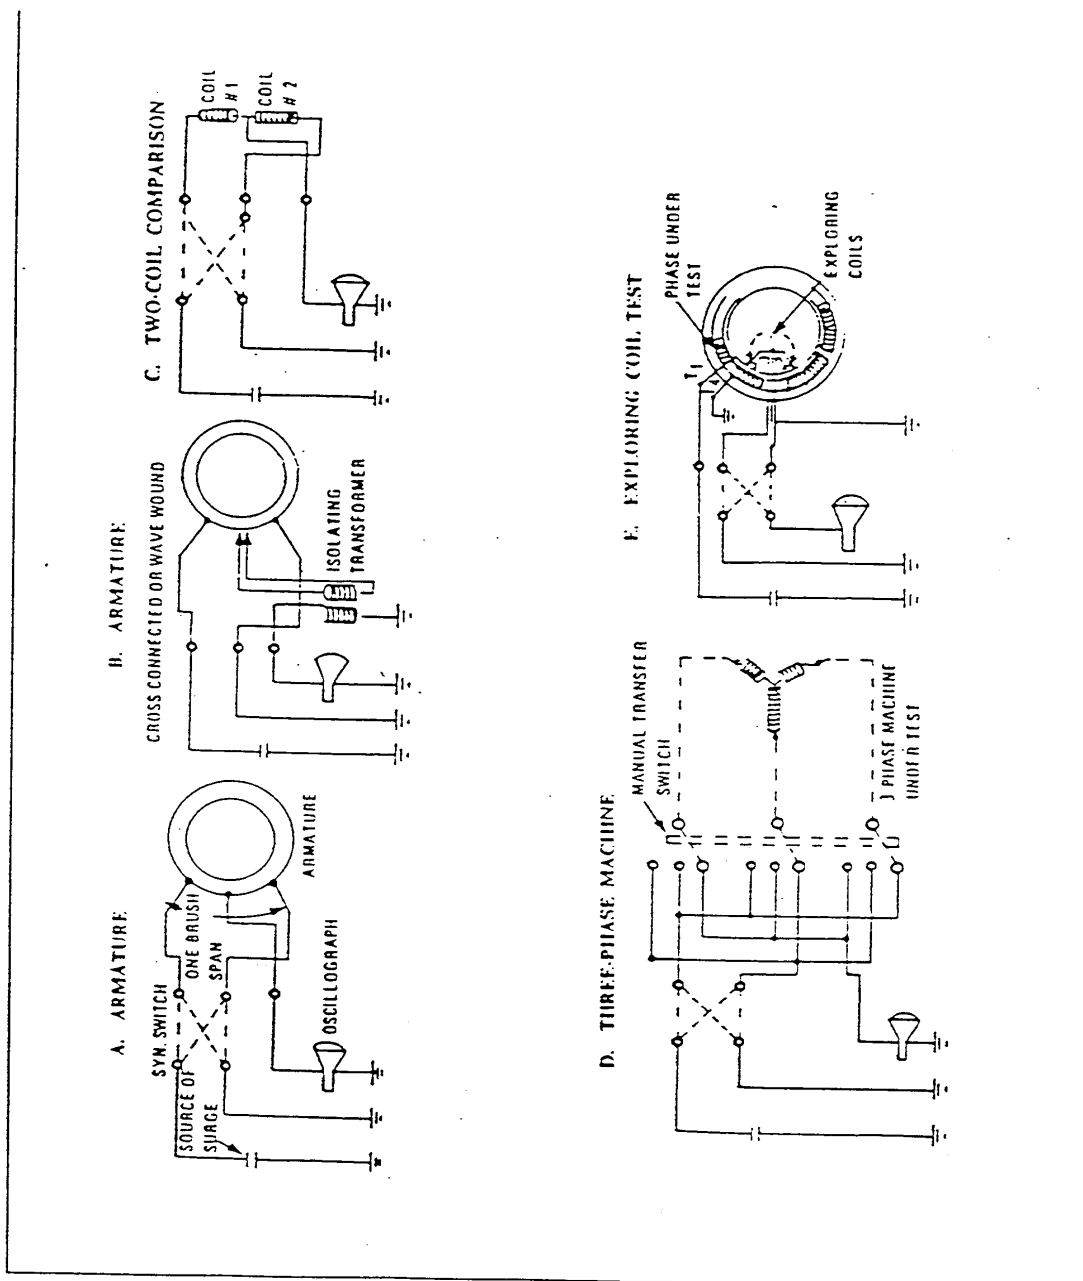 A. ARMATURE
SYN. SWITCH
SOURCE OF
SURGE
ONE BRUSH
SPAN
OSCILLOGRAPH
ARMATURE
B. ARMATURE
CROSS CONNECTED OR WAVE WOUND
ISOLATING
TRANSFORMER
C. TWO-COIL COMPARISON
COIL
#1
COIL
#2
D. THREE-PHASE MACHINE
MANUAL TRANSFER
SWITCH
3 PHASE MACHINE
UNDER TEST
E. EXPLORING COIL TEST
PHASE UNDER
TEST
T1
EXPLORING
COILS